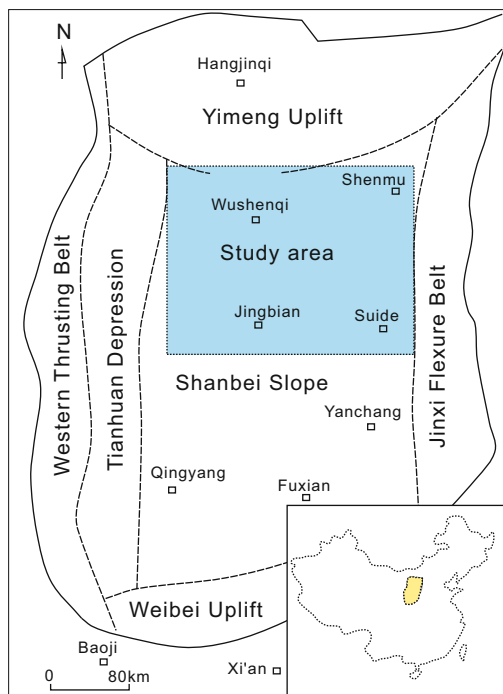 N
Hangjinqi
Yimeng Uplift
Shenmu
Wushenqi
Study area
Western Thrusting Belt
Tianhuan Depression
Jingbian
Suide
Jinxi Flexure Belt
Shanbei Slope
Yanchang
Qingyang
Fuxian
Weibei Uplift
Baoji
Xi'an
0 80km